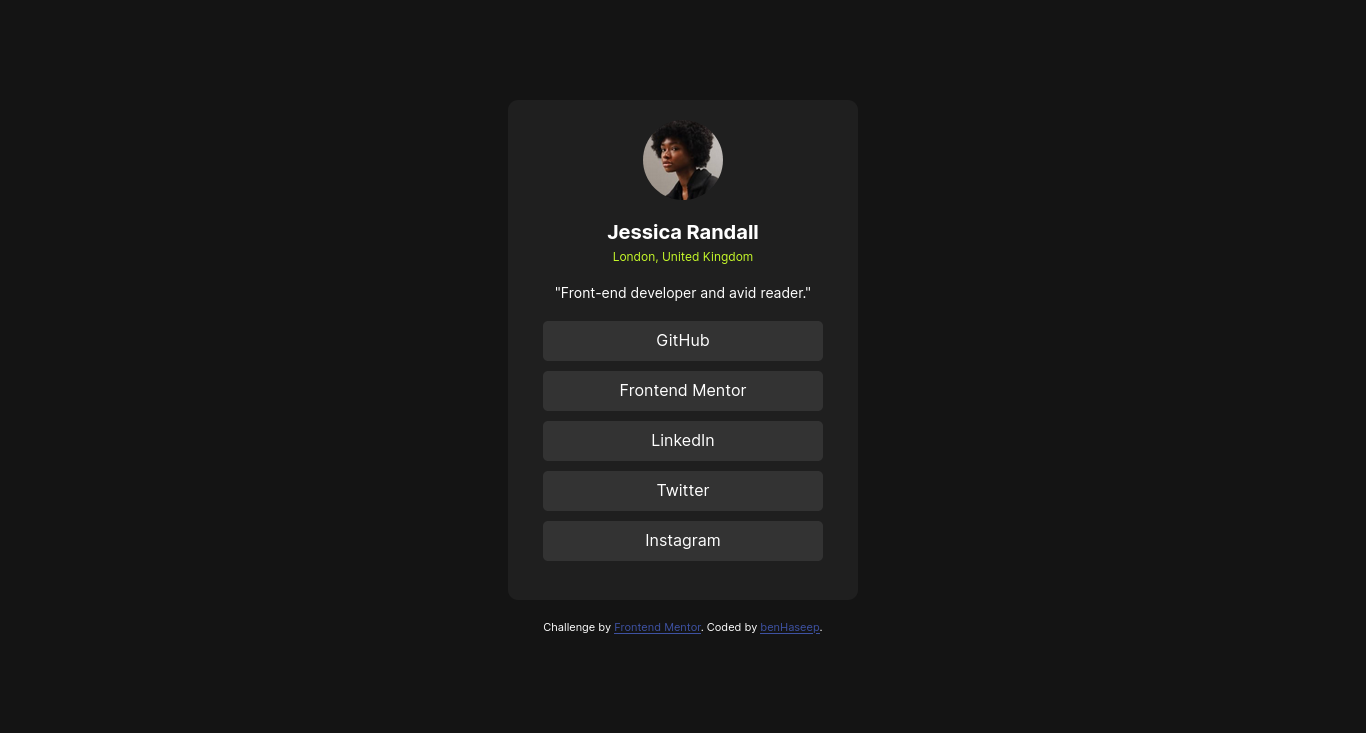 Jessica Randall
London, United Kingdom
"Front-end developer and avid reader."
GitHub
Frontend Mentor
LinkedIn
Twitter
Instagram
Challenge by Frontend Mentor. Coded by benHaseep.